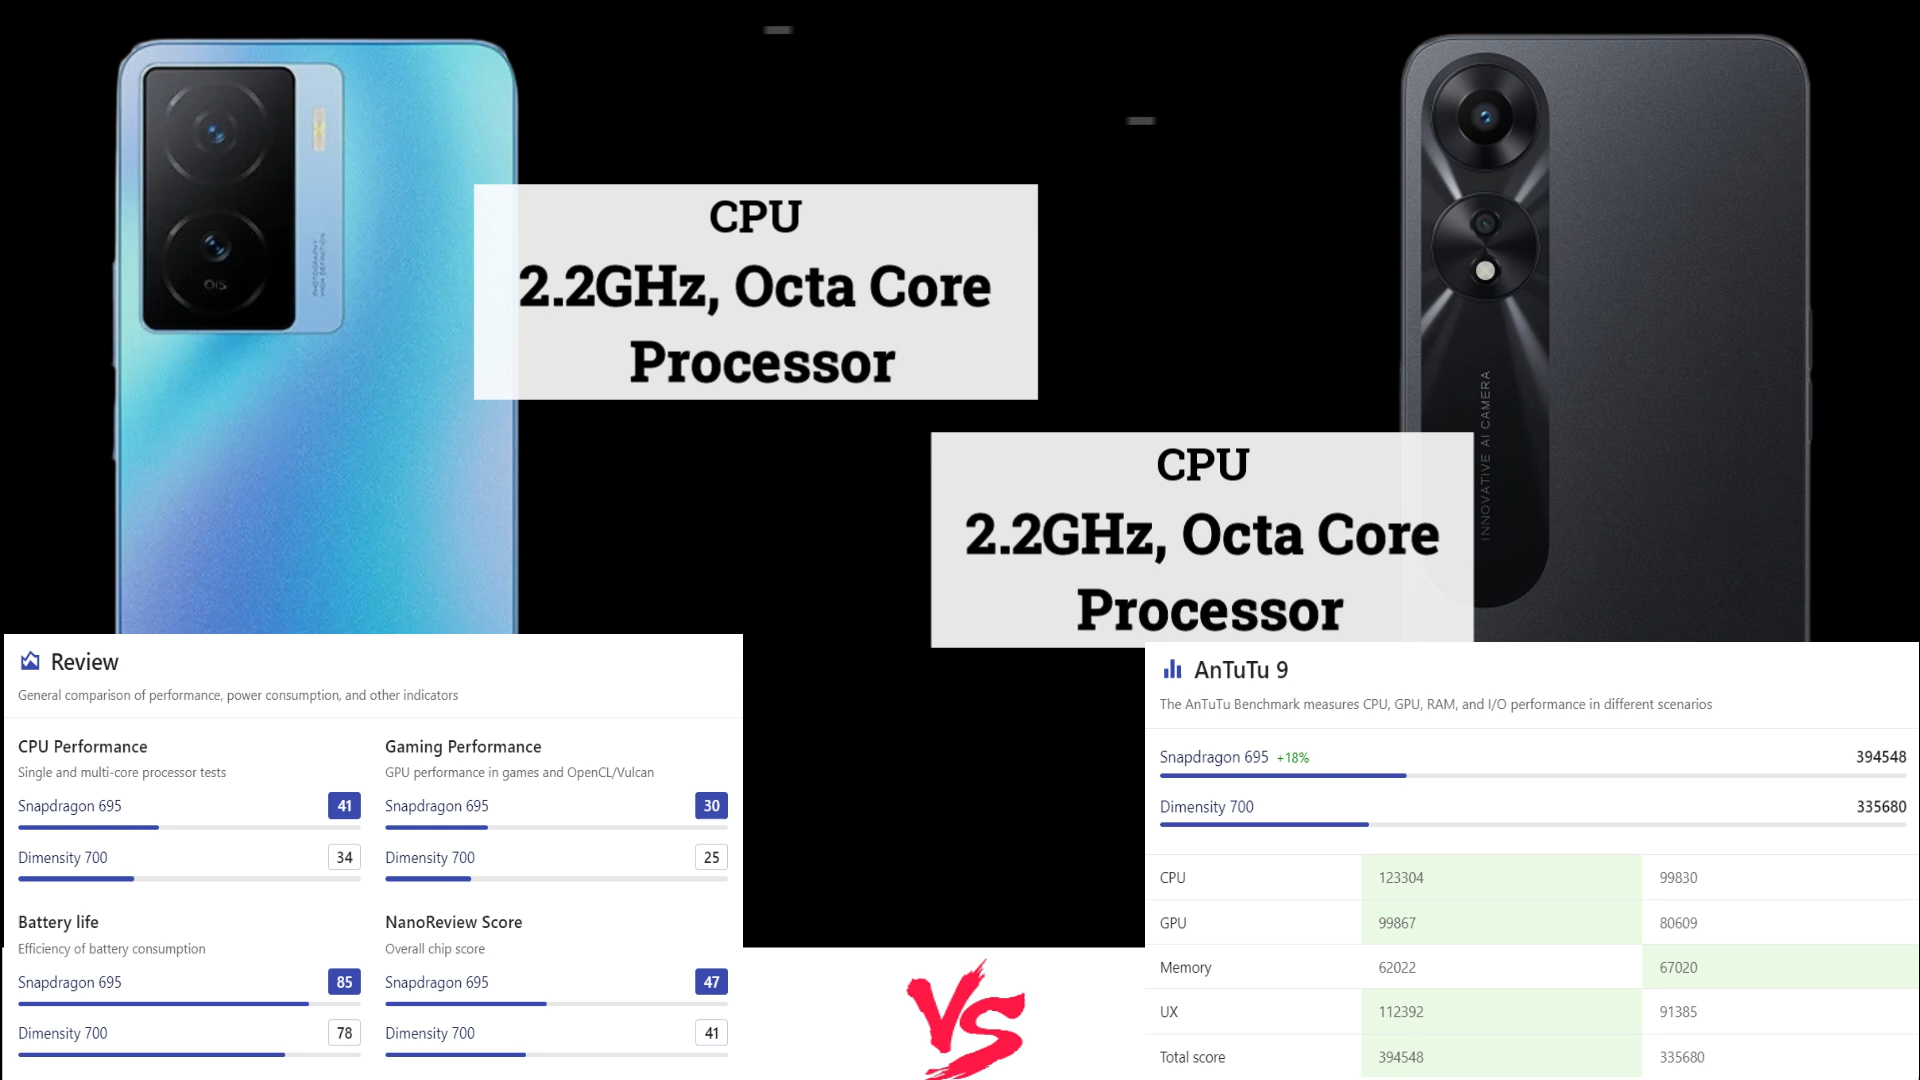 OIS
PHOTOGRAPHY
HIGH DEFINITION
CPU
2.2GHz, Octa Core
Processor
INNOVATIVE AI CAMERA
CPU
2.2GHz, Octa Core
Processor
Review
General comparison of performance, power consumption, and other indicators
CPU Performance
Single and multi-core processor tests
Snapdragon 695 41
Dimensity 700 34
Gaming Performance
GPU performance in games and OpenCL/Vulcan
Snapdragon 695 30
Dimensity 700 25
Battery life
Efficiency of battery consumption
Snapdragon 695 85
Dimensity 700 78
NanoReview Score
Overall chip score
Snapdragon 695 47
Dimensity 700 41
VS
AnTuTu 9
The AnTuTu Benchmark measures CPU, GPU, RAM, and I/O performance in different scenarios
Snapdragon 695 +18% 394548
Dimensity 700 335680
CPU 123304 99830
GPU 99867 80609
Memory 62022 67020
UX 112392 91385
Total score 394548 335680